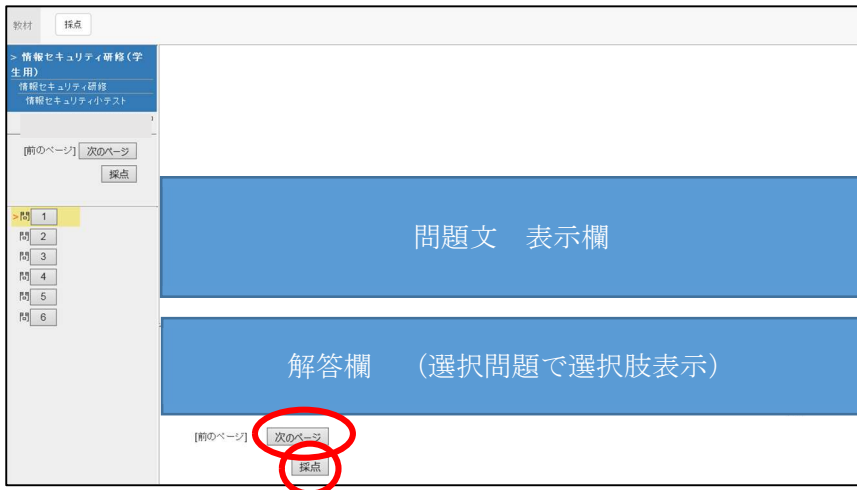 教材 採点
> 情報セキュリティ研修(学
生用)
情報セキュリティ研修
情報セキュリティ小テスト
[前のページ] 次のページ
採点
>問 1
問 2
問 3
問 4
問 5
問 6
問題文 表示欄
解答欄 (選択問題で選択肢表示)
[前のページ] 次のページ
採点